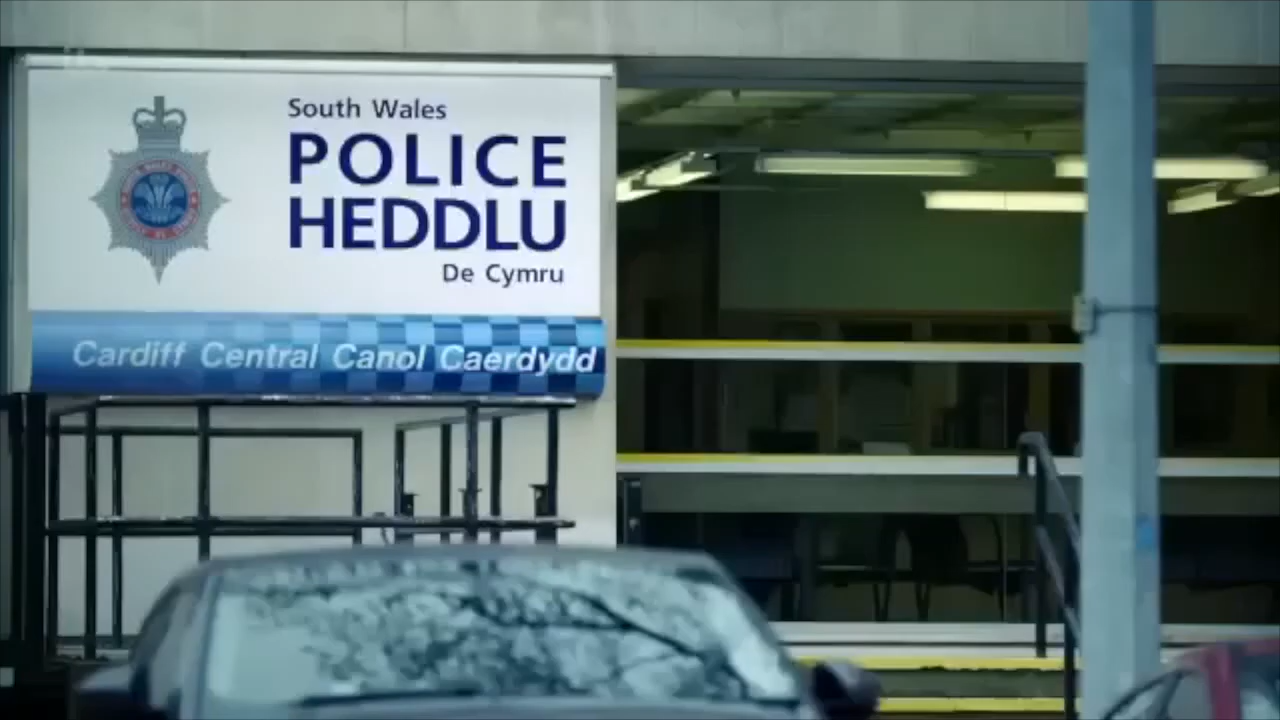 South Wales
POLICE
HEDDLU
De Cymru
Cardiff Central Canol Caerdydd